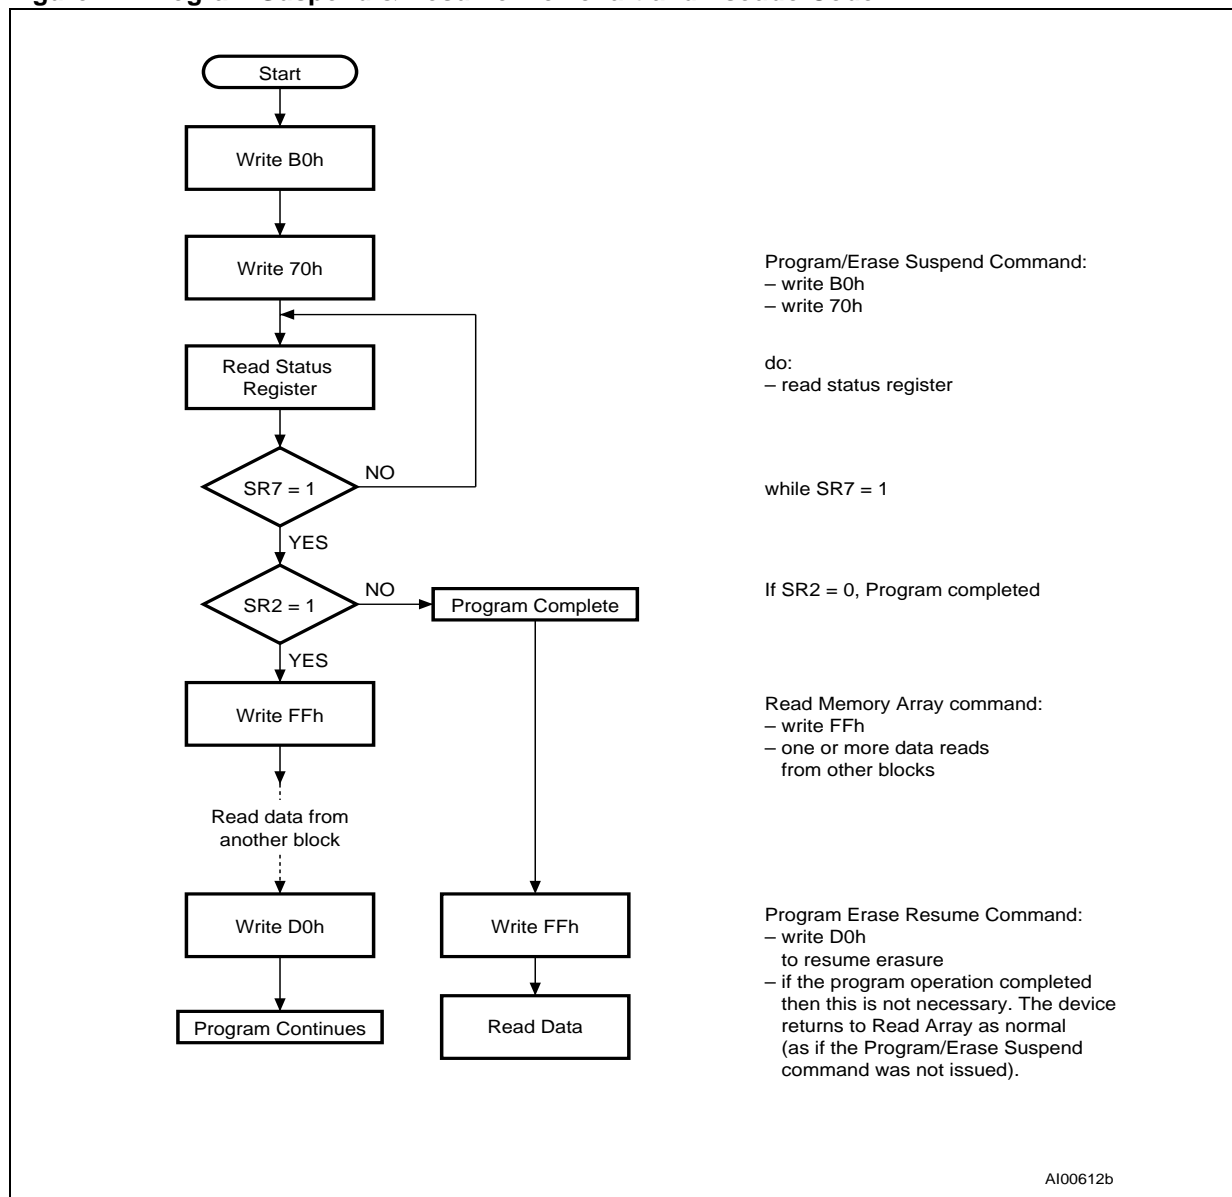 Start
Write B0h
Write 70h
Read Status
Register
SR7 = 1
NO
YES
SR2 = 1
NO
YES
Program Complete
Write FFh
Read data from
another block
Write D0h
Program Continues
Write FFh
Read Data
Program/Erase Suspend Command:
– write B0h
– write 70h
do:
– read status register
while SR7 = 1
If SR2 = 0, Program completed
Read Memory Array command:
– write FFh
– one or more data reads
from other blocks
Program Erase Resume Command:
– write D0h
to resume erasure
– if the program operation completed
then this is not necessary. The device
returns to Read Array as normal
(as if the Program/Erase Suspend
command was not issued).
AI00612b